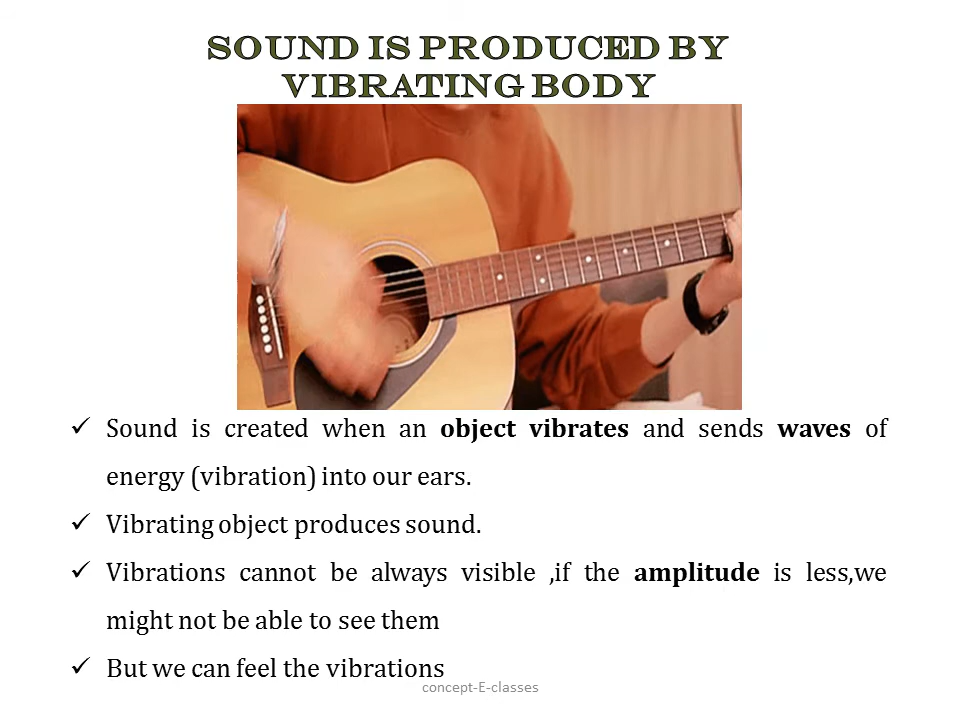 SOUND IS PRODUCED BY
VIBRATING BODY
✓ Sound is created when an object vibrates and sends waves of
energy (vibration) into our ears.
✓ Vibrating object produces sound.
✓ Vibrations cannot be always visible ,if the amplitude is less,we
might not be able to see them
✓ But we can feel the vibrations
concept-E-classes